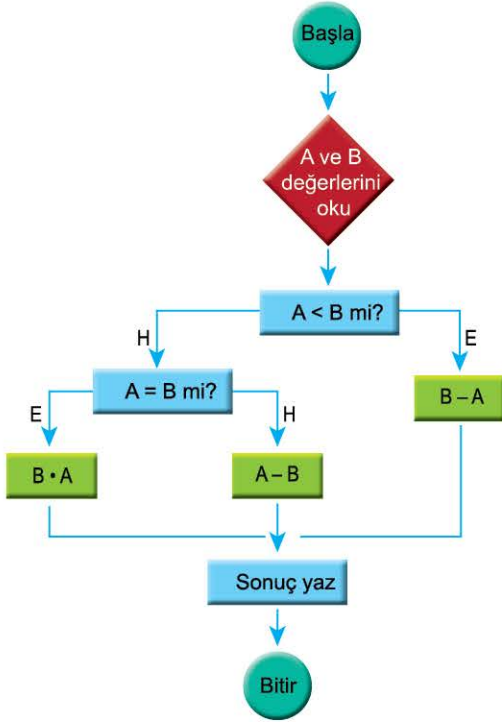 Başla
A ve B
değerlerini
oku
A < B mi?
H
E
A = B mi?
B – A
E
H
B • A
A – B
Sonuç yaz
Bitir